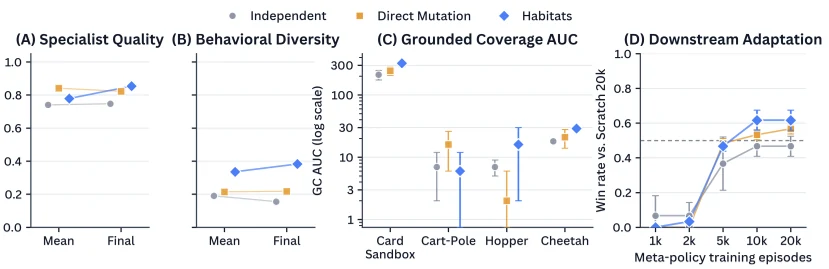 Independent Direct Mutation Habitats
(A) Specialist Quality
1.0
0.8
0.6
0.4
0.2
0.0
Mean Final
(B) Behavioral Diversity
Mean Final
(C) Grounded Coverage AUC
GC AUC (log scale)
300
100
30
10
3
1
Card Sandbox Cart-Pole Hopper Cheetah
(D) Downstream Adaptation
Win rate vs. Scratch 20k
1.0
0.8
0.6
0.4
0.2
0.0
1k 2k 5k 10k 20k
Meta-policy training episodes